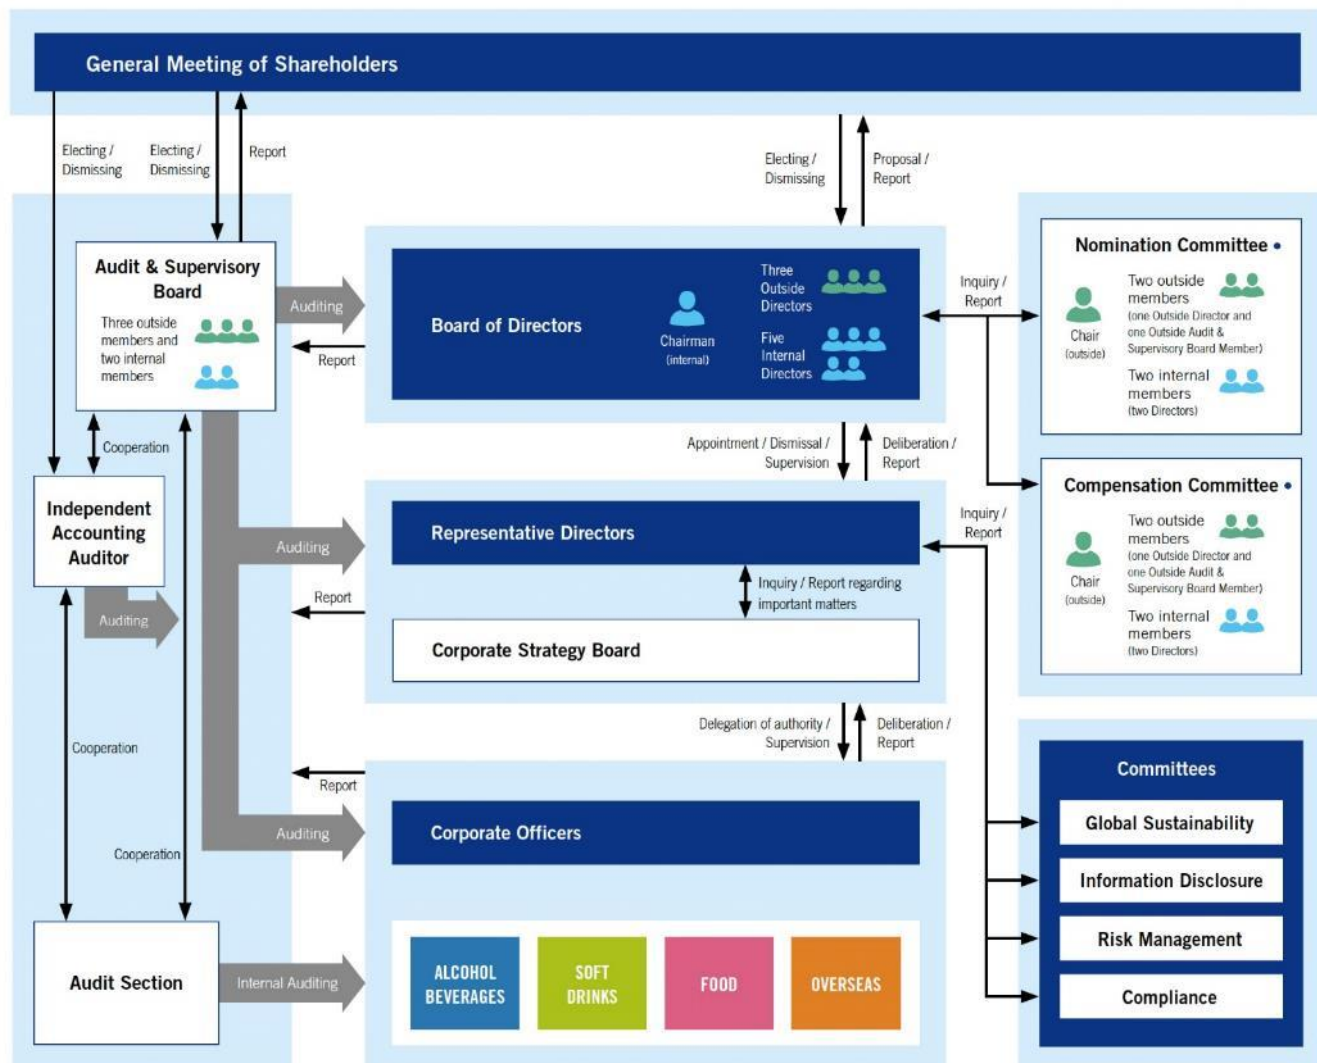 General Meeting of Shareholders
Electing /
Dismissing
Electing /
Dismissing
Report
Electing /
Dismissing
Proposal /
Report
Audit & Supervisory
Board
Three outside
members and
two internal
members
Auditing
Report
Board of Directors
Chairman
(internal)
Three
Outside
Directors
Five
Internal
Directors
Inquiry /
Report
Nomination Committee •
Chair
(outside)
Two outside
members
(one Outside Director and
one Outside Audit &
Supervisory Board Member)
Two internal
members
(two Directors)
Cooperation
Appointment / Dismissal /
Supervision
Deliberation /
Report
Independent
Accounting
Auditor
Auditing
Auditing
Report
Representative Directors
Inquiry / Report regarding
important matters
Corporate Strategy Board
Inquiry /
Report
Compensation Committee •
Chair
(outside)
Two outside
members
(one Outside Director and
one Outside Audit &
Supervisory Board Member)
Two internal
members
(two Directors)
Cooperation
Delegation of authority /
Supervision
Deliberation /
Report
Report
Auditing
Cooperation
Corporate Officers
Committees
Global Sustainability
Information Disclosure
Risk Management
Compliance
Audit Section
Internal Auditing
ALCOHOL
BEVERAGES
SOFT
DRINKS
FOOD
OVERSEAS